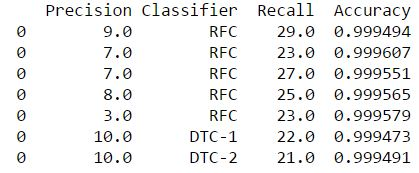 Precision Classifier Recall Accuracy
0 9.0 RFC 29.0 0.999494
0 7.0 RFC 23.0 0.999607
0 7.0 RFC 27.0 0.999551
0 8.0 RFC 25.0 0.999565
0 3.0 RFC 23.0 0.999579
0 10.0 DTC-1 22.0 0.999473
0 10.0 DTC-2 21.0 0.999491